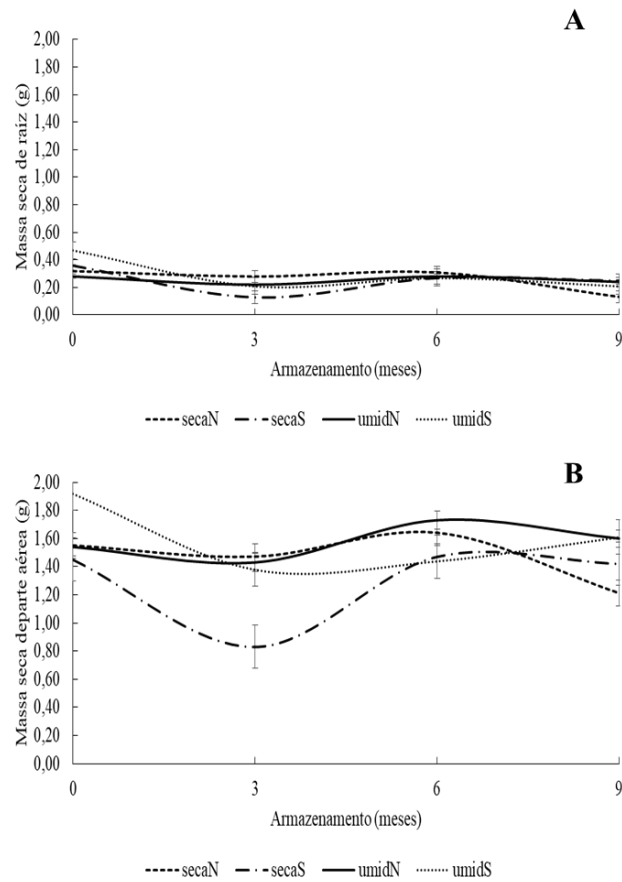 A
2,00
1,80
1,60
1,40
1,20
1,00
0,80
0,60
0,40
0,20
0,00
Massa seca de raíz (g)
0 3 6 9
Armazenamento (meses)
secaN secaS umidN umidS
B
2,00
1,80
1,60
1,40
1,20
1,00
0,80
0,60
0,40
0,20
0,00
Massa seca departe aérea (g)
0 3 6 9
Armazenamento (meses)
secaN secaS umidN umidS